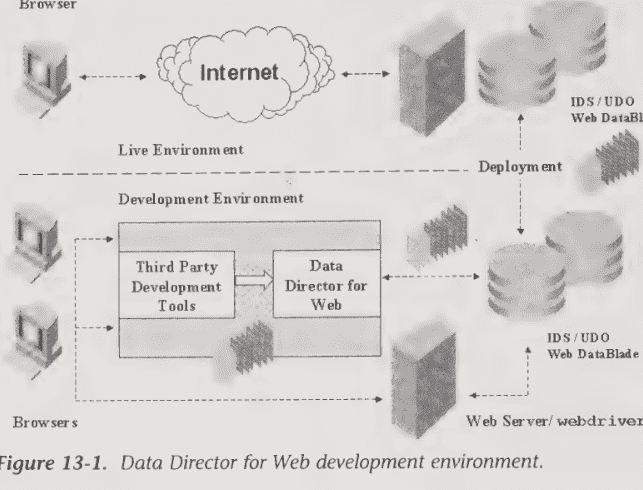 Browser
Internet
IDS / UDO
Web DataBla
Live Environment
Deployment
Development Environment
Third Party
Development
Tools
Data
Director for
Web
IDS / UDO
Web DataBlade
Browsers
Web Server/ webdriver
Figure 13-1. Data Director for Web development environment.